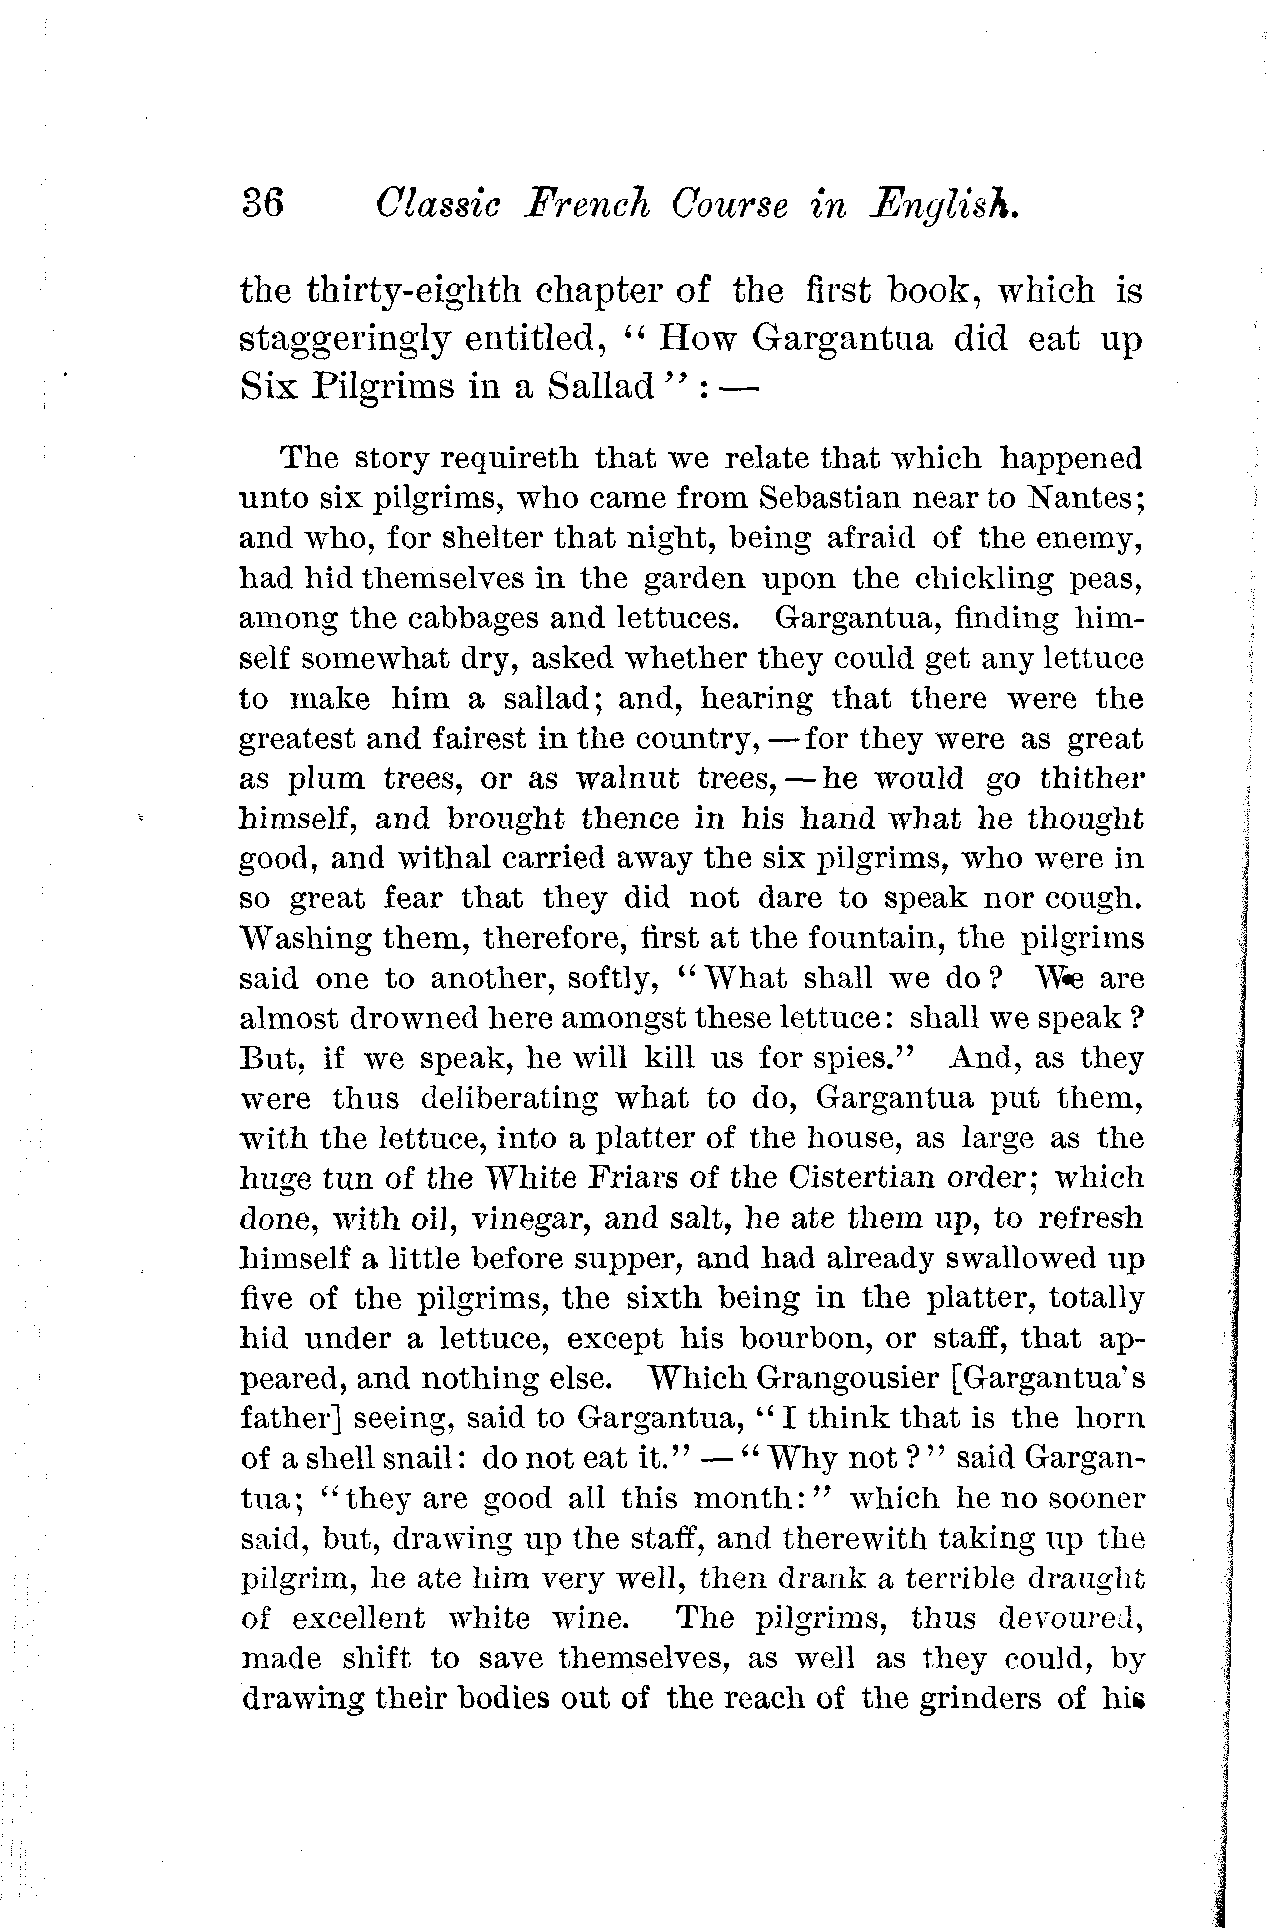 36 Classic French Course in English.
the thirty-eighth chapter of the first book, which is
staggeringly entitled, “ How Gargantua did eat up
Six Pilgrims in a Sallad ” : —
The story requireth that we relate that which happened
unto six pilgrims, who came from Sebastian near to Nantes;
and who, for shelter that night, being afraid of the enemy,
had hid themselves in the garden upon the chickling peas,
among the cabbages and lettuces. Gargantua, finding him-
self somewhat dry, asked whether they could get any lettuce
to make him a sallad; and, hearing that there were the
greatest and fairest in the country, — for they were as great
as plum trees, or as walnut trees, — he would go thither
himself, and brought thence in his hand what he thought
good, and withal carried away the six pilgrims, who were in
so great fear that they did not dare to speak nor cough.
Washing them, therefore, first at the fountain, the pilgrims
said one to another, softly, “What shall we do? We are
almost drowned here amongst these lettuce: shall we speak?
But, if we speak, he will kill us for spies.” And, as they
were thus deliberating what to do, Gargantua put them,
with the lettuce, into a platter of the house, as large as the
huge tun of the White Friars of the Cistertian order; which
done, with oil, vinegar, and salt, he ate them up, to refresh
himself a little before supper, and had already swallowed up
five of the pilgrims, the sixth being in the platter, totally
hid under a lettuce, except his bourbon, or staff, that ap-
peared, and nothing else. Which Grangousier [Gargantua's
father] seeing, said to Gargantua, “I think that is the horn
of a shell snail: do not eat it.” — “Why not?” said Gargan-
tua; “they are good all this month:” which he no sooner
said, but, drawing up the staff, and therewith taking up the
pilgrim, he ate him very well, then drank a terrible draught
of excellent white wine. The pilgrims, thus devoured,
made shift to save themselves, as well as they could, by
drawing their bodies out of the reach of the grinders of his